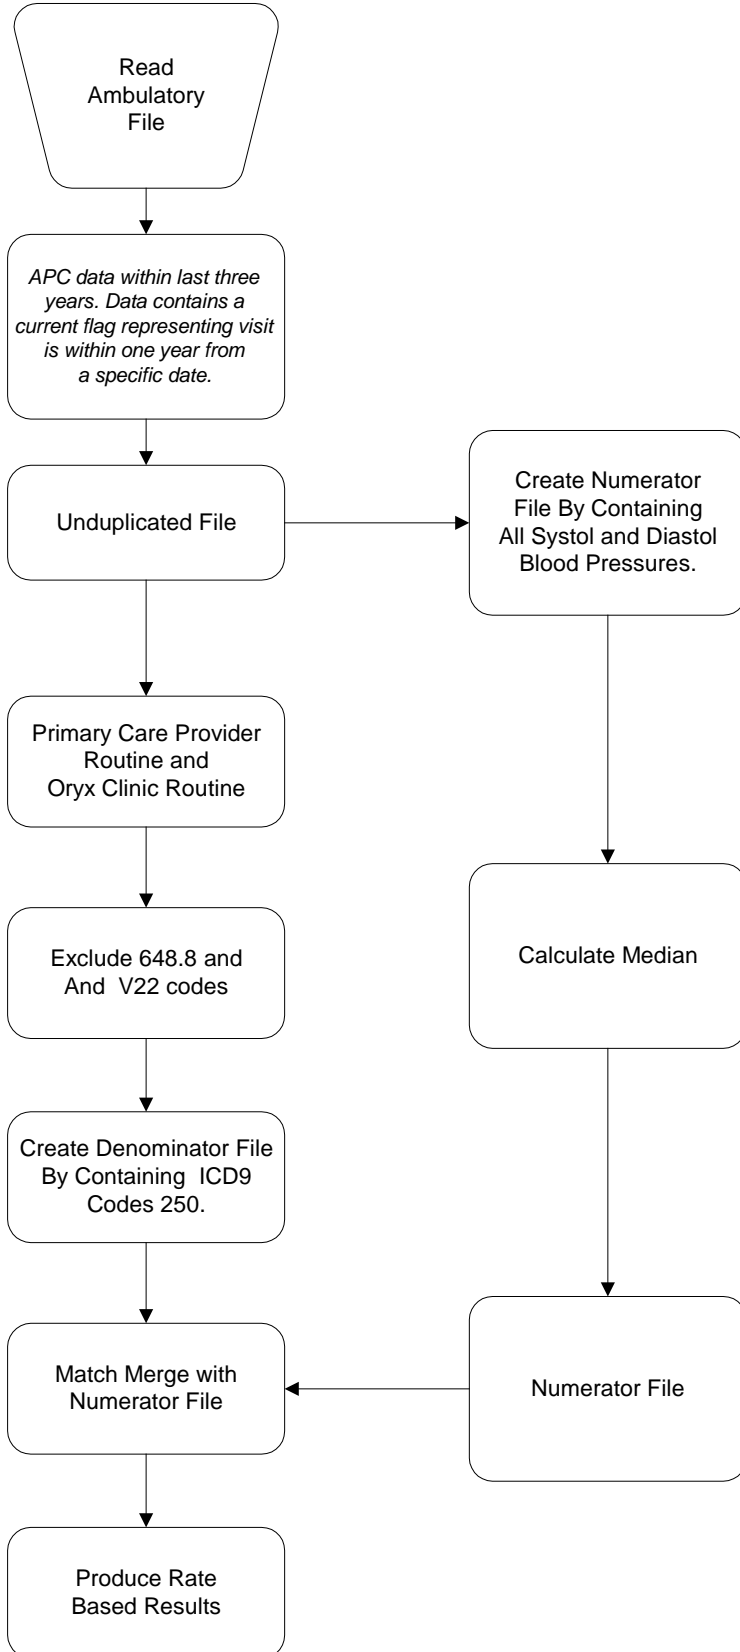 Read
Ambulatory
File
APC data within last three
years. Data contains a
current flag representing visit
is within one year from
a specific date.
Unduplicated File
Create Numerator
File By Containing
All Systol and Diastol
Blood Pressures.
Primary Care Provider
Routine and
Oryx Clinic Routine
Exclude 648.8 and
And V22 codes
Calculate Median
Create Denominator File
By Containing ICD9
Codes 250.
Match Merge with
Numerator File
Numerator File
Produce Rate
Based Results